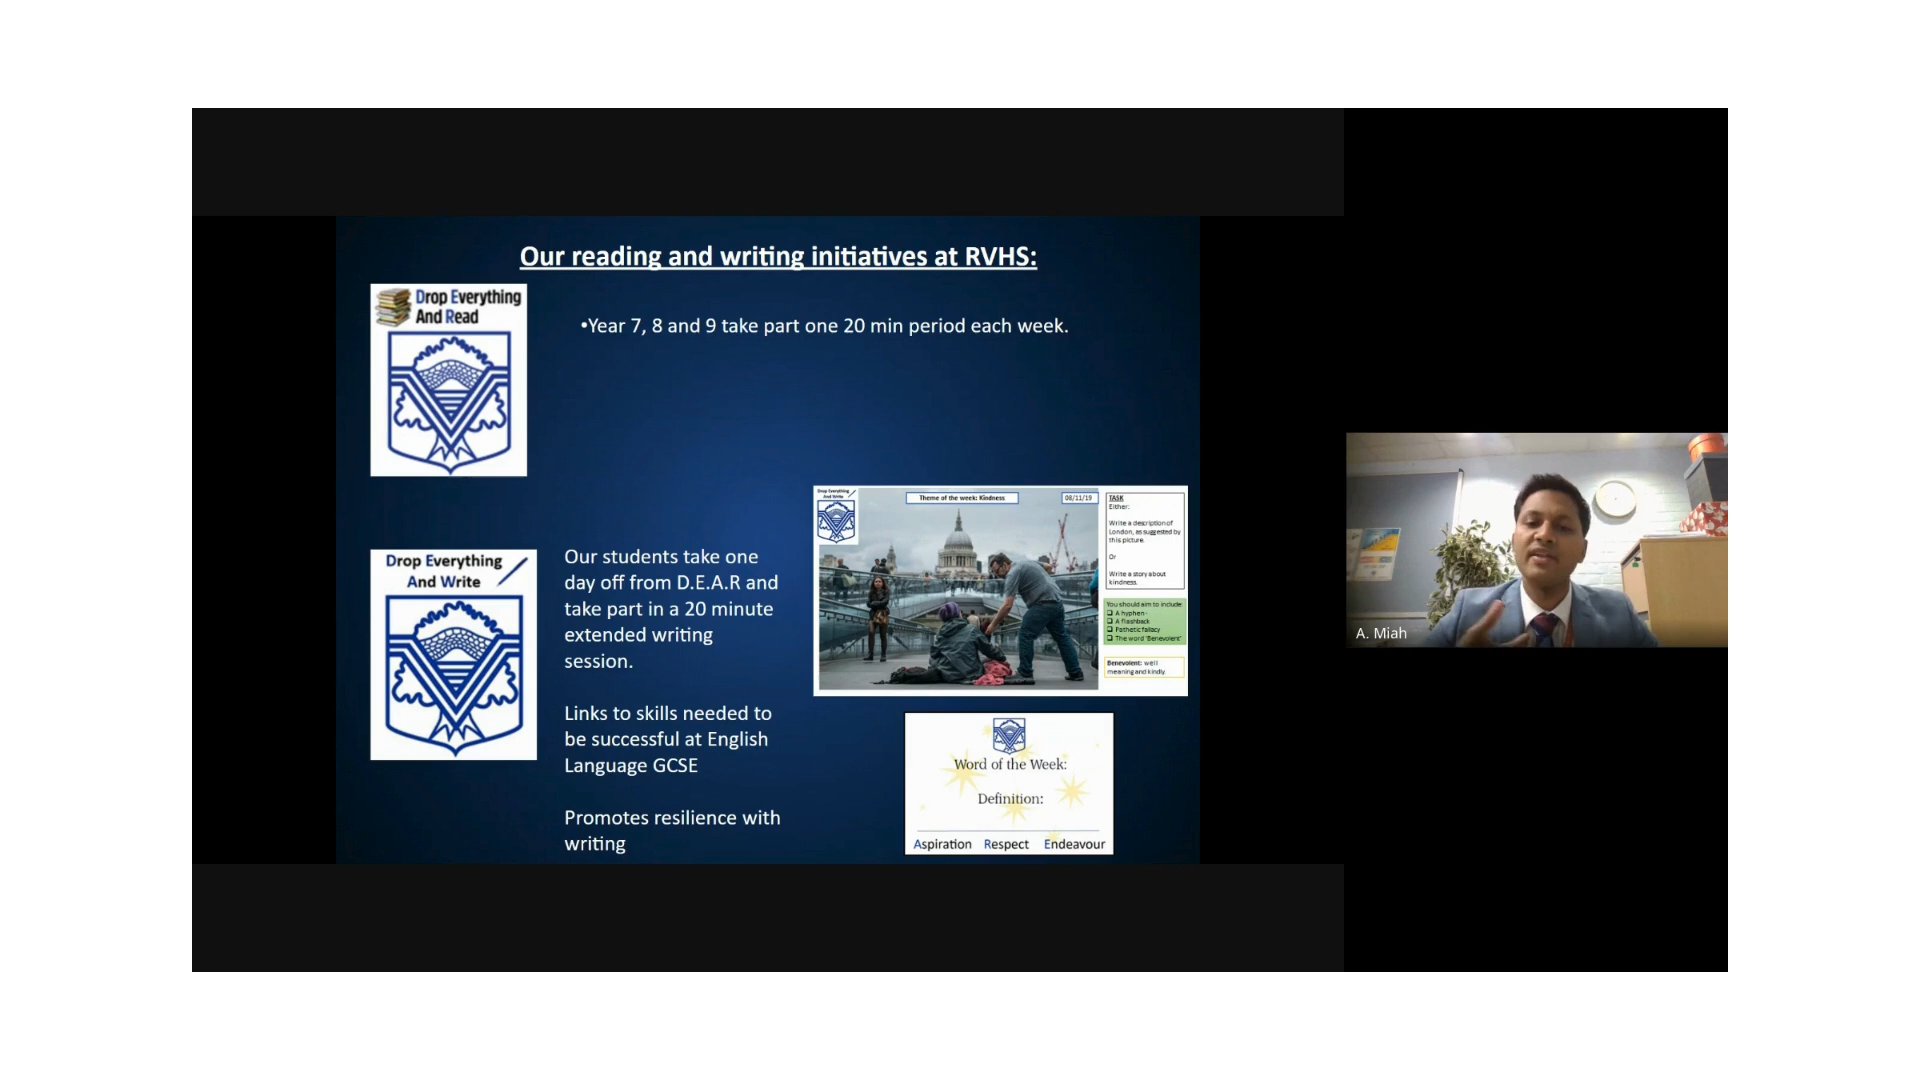 Our reading and writing initiatives at RVHS:
Drop Everything
And Read
•Year 7, 8 and 9 take part one 20 min period each week.
Drop Everything
And Write
Our students take one
day off from D.E.A.R and
take part in a 20 minute
extended writing
session.
Links to skills needed to
be successful at English
Language GCSE
Promotes resilience with
writing
Drop Everything
And Write
Theme of the week: Kindness
08/11/19
TASK
Either:
Write a description of
London, as suggested by
this picture.
Or
Write a story about
kindness.
You should aim to include:
A hyphen-
A flashback
Pathetic fallacy
The word 'Benevolent'
Benevolent: well
meaning and kindly.
Word of the Week:
Definition:
Aspiration Respect Endeavour
A. Miah